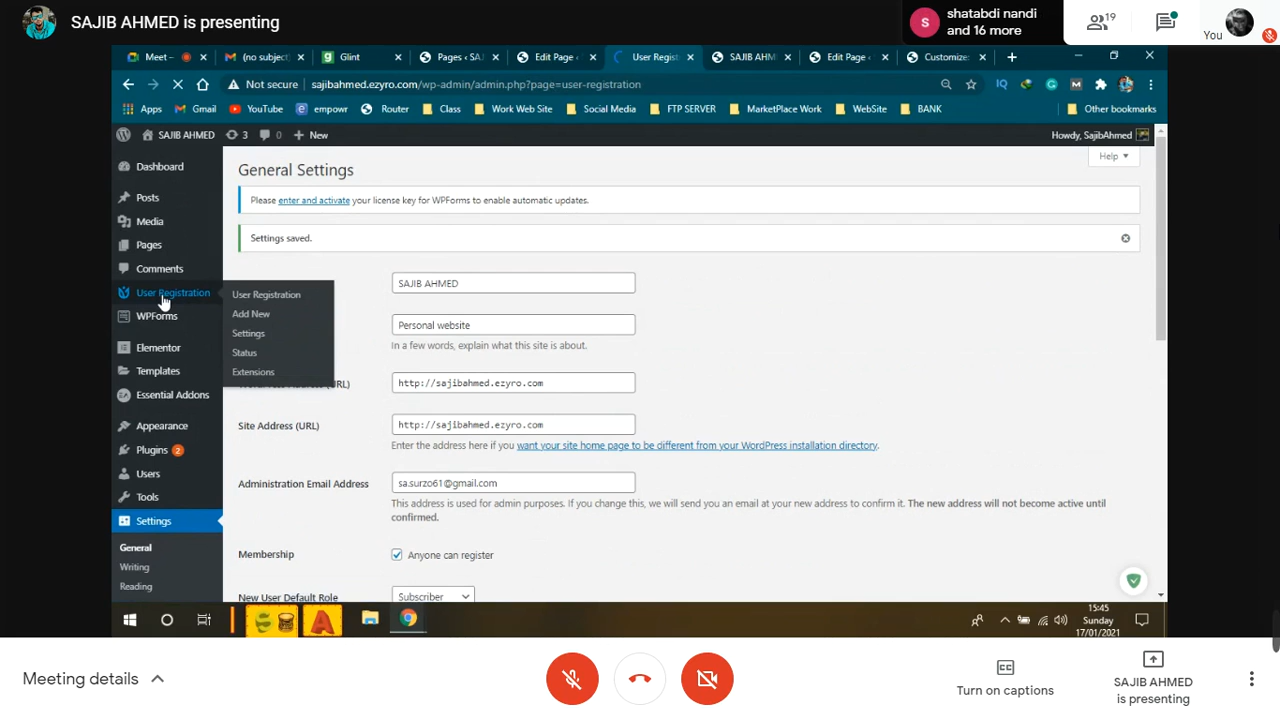 SAJIB AHMED is presenting
shatabdi nandi
and 16 more
S
19
You
Meet –
(no subject)
Glint
Pages ‹ SA
Edit Page ‹
User Regis
SAJIB AHM
Edit Page ‹
Customize:
Not secure
sajibahmed.ezyro.com/wp-admin/admin.php?page=user-registration
Apps
Gmail
YouTube
empowr
Router
Class
Work Web Site
Social Media
FTP SERVER
MarketPlace Work
WebSite
BANK
Other bookmarks
SAJIB AHMED
3
0
New
Howdy, SajibAhmed
Dashboard
Posts
Media
Pages
Comments
User Registration
WPForms
Elementor
Templates
Essential Addons
Appearance
Plugins 2
Users
Tools
Settings
General
Writing
Reading
User Registration
Add New
Settings
Status
Extensions
Help
General Settings
Please enter and activate your license key for WPForms to enable automatic updates.
Settings saved.
SAJIB AHMED
Personal website
In a few words, explain what this site is about.
(URL)
http://sajibahmed.ezyro.com
Site Address (URL)
http://sajibahmed.ezyro.com
Enter the address here if you want your site home page to be different from your WordPress installation directory.
Administration Email Address
sa.surzo61@gmail.com
This address is used for admin purposes. If you change this, we will send you an email at your new address to confirm it. The new address will not become active until
confirmed.
Membership
Anyone can register
New User Default Role
Subscriber
15:45
Sunday
17/01/2021
Meeting details
Turn on captions
SAJIB AHMED
is presenting